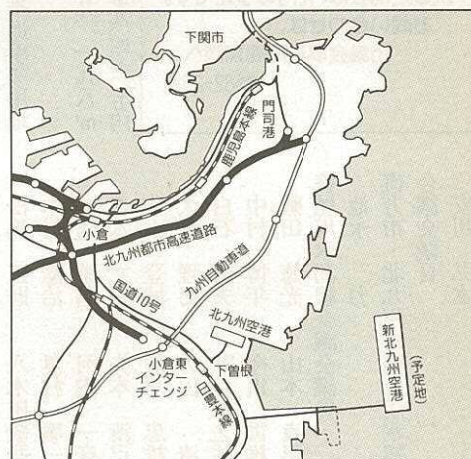 下関市
門司港
鹿児島本線
小倉
北九州都市高速道路
九州自動車道
国道10号
北九州空港
小倉東
インター
チェンジ
下曽根
日豊本線
新北九州空港
(予定地)